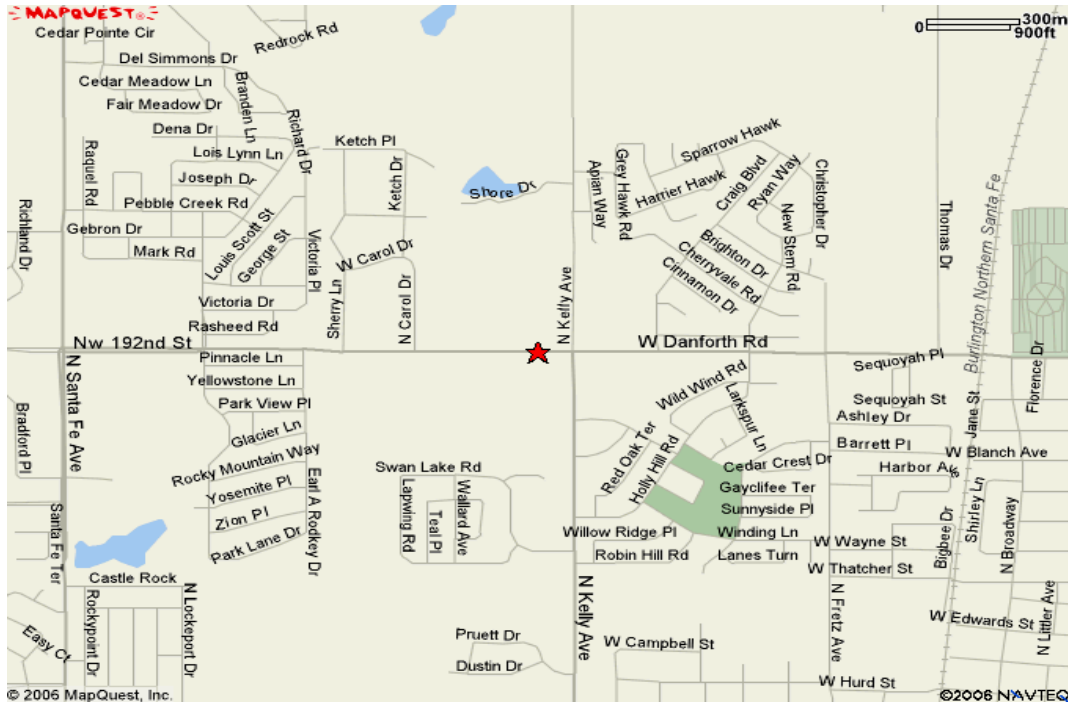 MAPQUEST
300m
0
900ft
Cedar Pointe Cir
Redrock Rd
Del Simmons Dr
Cedar Meadow Ln
Branden Ln
Fair Meadow Dr
Richard Dr
Dena Dr
Ketch Pl
Lois Lynn Ln
Raquel Rd
Joseph Dr
Ketch Dr
Shore Dr
Apian Way
Grey Hawk Rd
Sparrow Hawk
Harrier Hawk
Craig Blvd
Ryan Way
Christopher Dr
Burlington Northern Santa Fe
Richland Dr
Pebble Creek Rd
Gebron Dr
Mark Rd
Louis Scott St
George St
Victoria Pl
W Carol Dr
New Stem Rd
Thomas Dr
Brighton Dr
Cherryvale Rd
Cinnamon Dr
Victoria Dr
Rasheed Rd
Sherry Ln
N Carol Dr
N Kelly Ave
Nw 192nd St
W Danforth Rd
Pinnacle Ln
Sequoyah Pl
N Santa Fe Ave
Yellowstone Ln
Wild Wind Rd
Florence Dr
Bradford Pl
Park View Pl
Larkspur Ln
Sequoyah St
Jane St
Glacier Ln
Red Oak Ter
Holly Hill Rd
Ashley Dr
Barrett Pl
W Blanch Ave
Rocky Mountain Way
Earl A Rodkey Dr
Swan Lake Rd
Cedar Crest Dr
Harbor Ave
Yosemite Pl
Lapwing Rd
Teal Pl
Wallard Ave
Gayclifee Ter
Shirley Ln
N Broadway
Santa Fe Ter
Zion Pl
Sunnyside Pl
Bigbee Dr
Park Lane Dr
Willow Ridge Pl
Winding Ln
W Wayne St
Robin Hill Rd
Lanes Turn
W Thatcher St
Castle Rock
Rockypoint Dr
N Lockeport Dr
N Kelly Ave
N Fretz Ave
W Edwards St
N Littler Ave
Easy Ct
Pruett Dr
W Campbell St
Dustin Dr
W Hurd St
© 2006 MapQuest, Inc.
©2006 NAVTEQ